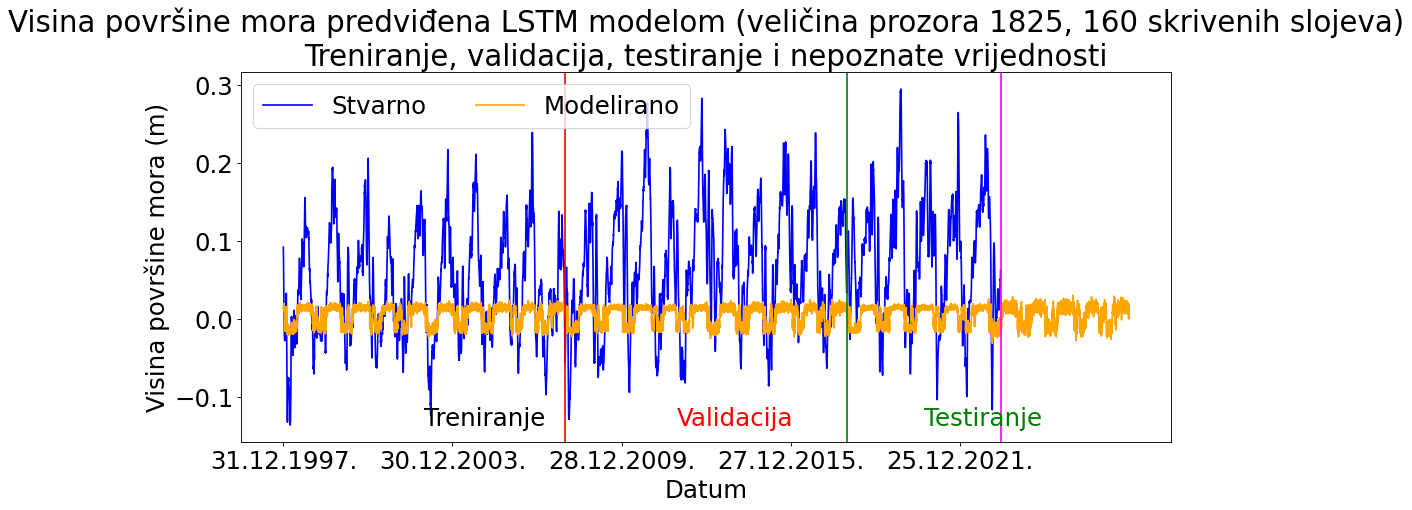 Visina površine mora predviđena LSTM modelom (veličina prozora 1825, 160 skrivenih slojeva)
Treniranje, validacija, testiranje i nepoznate vrijednosti
Stvarno
Modelirano
Visina površine mora (m)
0.3
0.2
0.1
0.0
−0.1
Treniranje
Validacija
Testiranje
31.12.1997.
30.12.2003.
28.12.2009.
27.12.2015.
25.12.2021.
Datum